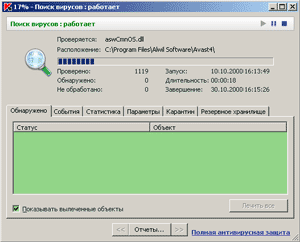 17% - Поиск вирусов : работает
Поиск вирусов : работает
Проверяется: aswCmnOS.dll
Расположение: C:\Program Files\Alwil Software\Avast4\
Проверено: 1119 Запуск: 10.10.2000 16:13:49
Обнаружено: 0 Длительность: 00:00:18
Не обработано: 0 Завершение: 30.10.2000 16:15:26
Обнаружено События Статистика Параметры Карантин Резервное хранилище
Статус Объект
Показывать вылеченные объекты Лечить все
<< Отчеты... >> Полная антивирусная защита